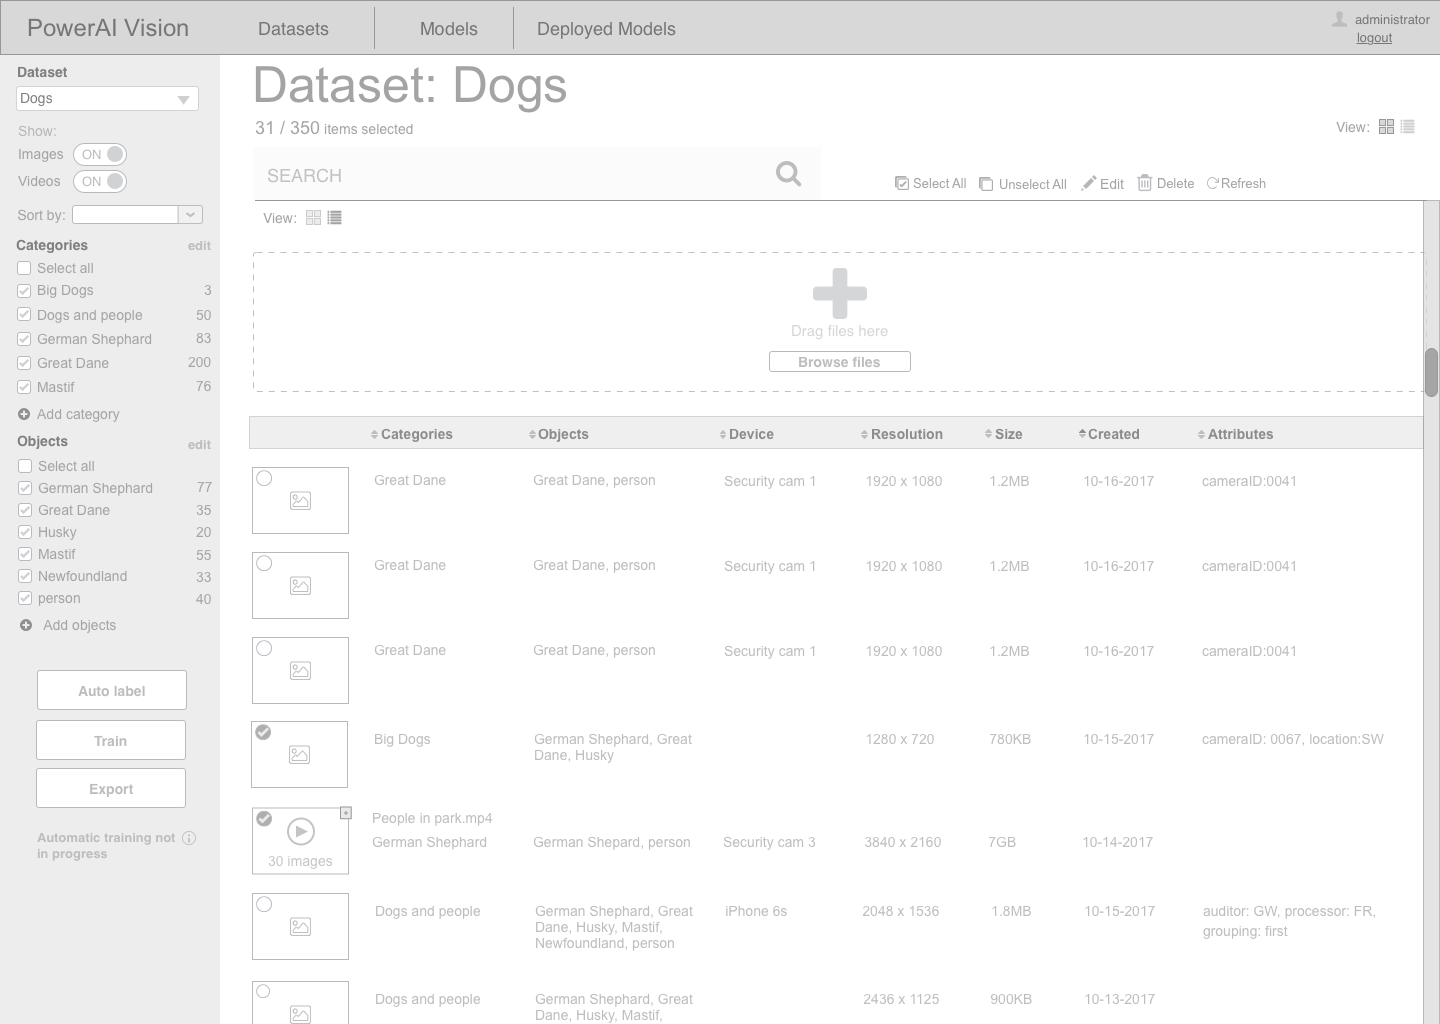 PowerAI Vision
Datasets
Models
Deployed Models
administrator
logout
Dataset
Dogs
Show:
Images ON
Videos ON
Sort by:
Categories edit
Select all
Big Dogs 3
Dogs and people 50
German Shephard 83
Great Dane 200
Mastif 76
Add category
Objects edit
Select all
German Shephard 77
Great Dane 35
Husky 20
Mastif 55
Newfoundland 33
person 40
Add objects
Auto label
Train
Export
Automatic training not
in progress
Dataset: Dogs
31 / 350 items selected
View:
SEARCH
Select All Unselect All Edit Delete Refresh
View:
Drag files here
Browse files
Categories Objects Device Resolution Size Created Attributes
Great Dane Great Dane, person Security cam 1 1920 x 1080 1.2MB 10-16-2017 cameraID:0041
Great Dane Great Dane, person Security cam 1 1920 x 1080 1.2MB 10-16-2017 cameraID:0041
Great Dane Great Dane, person Security cam 1 1920 x 1080 1.2MB 10-16-2017 cameraID:0041
Big Dogs German Shephard, Great 1280 x 720 780KB 10-15-2017 cameraID: 0067, location:SW
Dane, Husky
People in park.mp4
German Shephard German Shepard, person Security cam 3 3840 x 2160 7GB 10-14-2017
30 images
Dogs and people German Shephard, Great iPhone 6s 2048 x 1536 1.8MB 10-15-2017 auditor: GW, processor: FR,
Dane, Husky, Mastif, grouping: first
Newfoundland, person
Dogs and people German Shephard, Great 2436 x 1125 900KB 10-13-2017
Dane, Husky, Mastif,